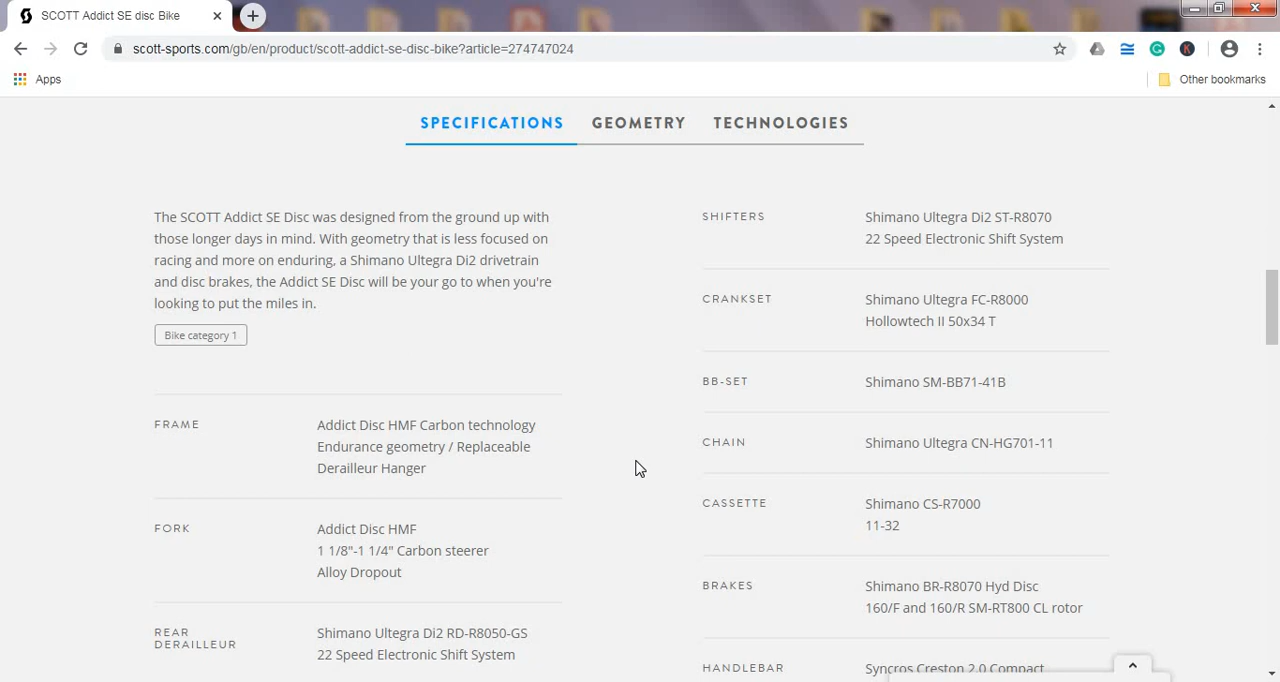 SCOTT Addict SE disc Bike
scott-sports.com/gb/en/product/scott-addict-se-disc-bike?article=274747024
Apps
Other bookmarks
SPECIFICATIONS GEOMETRY TECHNOLOGIES
The SCOTT Addict SE Disc was designed from the ground up with
those longer days in mind. With geometry that is less focused on
racing and more on enduring, a Shimano Ultegra Di2 drivetrain
and disc brakes, the Addict SE Disc will be your go to when you're
looking to put the miles in.
Bike category 1
FRAME
Addict Disc HMF Carbon technology
Endurance geometry / Replaceable
Derailleur Hanger
FORK
Addict Disc HMF
1 1/8"-1 1/4" Carbon steerer
Alloy Dropout
REAR
DERAILLEUR
Shimano Ultegra Di2 RD-R8050-GS
22 Speed Electronic Shift System
SHIFTERS
Shimano Ultegra Di2 ST-R8070
22 Speed Electronic Shift System
CRANKSET
Shimano Ultegra FC-R8000
Hollowtech II 50x34 T
BB-SET
Shimano SM-BB71-41B
CHAIN
Shimano Ultegra CN-HG701-11
CASSETTE
Shimano CS-R7000
11-32
BRAKES
Shimano BR-R8070 Hyd Disc
160/F and 160/R SM-RT800 CL rotor
HANDLEBAR
Syncros Creston 2.0 Compact